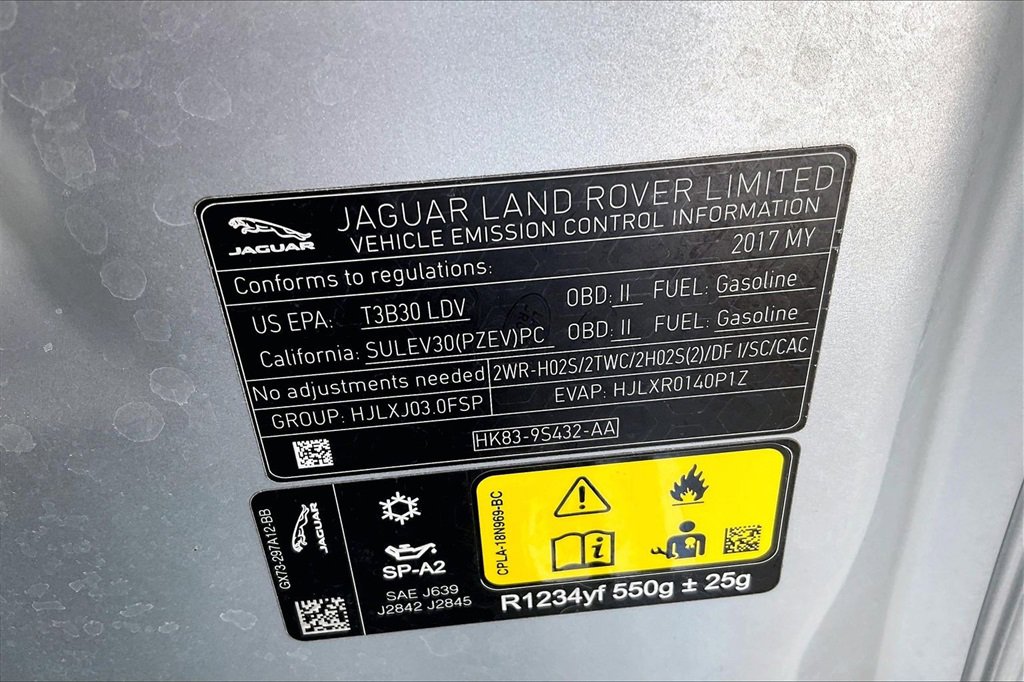 JAGUAR
JAGUAR LAND ROVER LIMITED
VEHICLE EMISSION CONTROL INFORMATION
Conforms to regulations: 2017 MY
US EPA: T3B30 LDV OBD: II FUEL: Gasoline
California: SULEV30(PZEV)PC OBD: II FUEL: Gasoline
No adjustments needed 2WR-H02S/2TWC/2H02S(2)/DF I/SC/CAC
GROUP: HJLXJ03.0FSP EVAP: HJLXR0140P1Z
HK83-9S432-AA
GX73-297A12-BB
JAGUAR
SP-A2
SAE J639
J2842 J2845
CPLA-18N969-BC
R1234yf 550g ± 25g